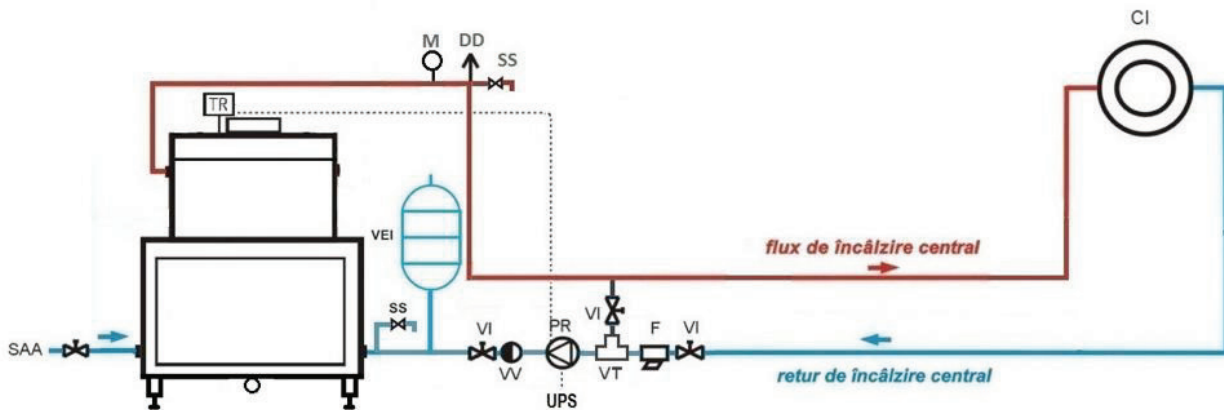 CI
M
DD
SS
TR
VEI
flux de încălzire central
SS
VI
VI
PR
F
VI
SAA
VV
VT
retur de încălzire central
UPS